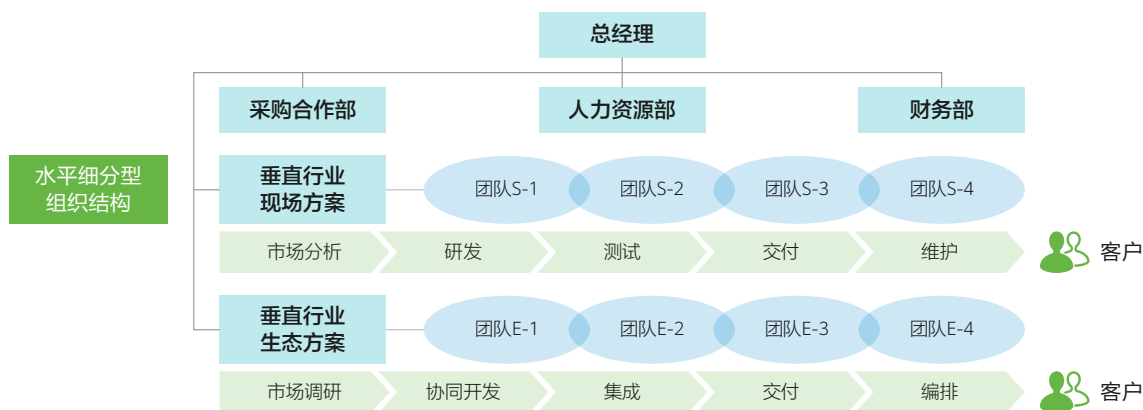 总经理
采购合作部
人力资源部
财务部
水平细分型
组织结构
垂直行业
现场方案
团队S-1
团队S-2
团队S-3
团队S-4
市场分析
研发
测试
交付
维护
客户
垂直行业
生态方案
团队E-1
团队E-2
团队E-3
团队E-4
市场调研
协同开发
集成
交付
编排
客户